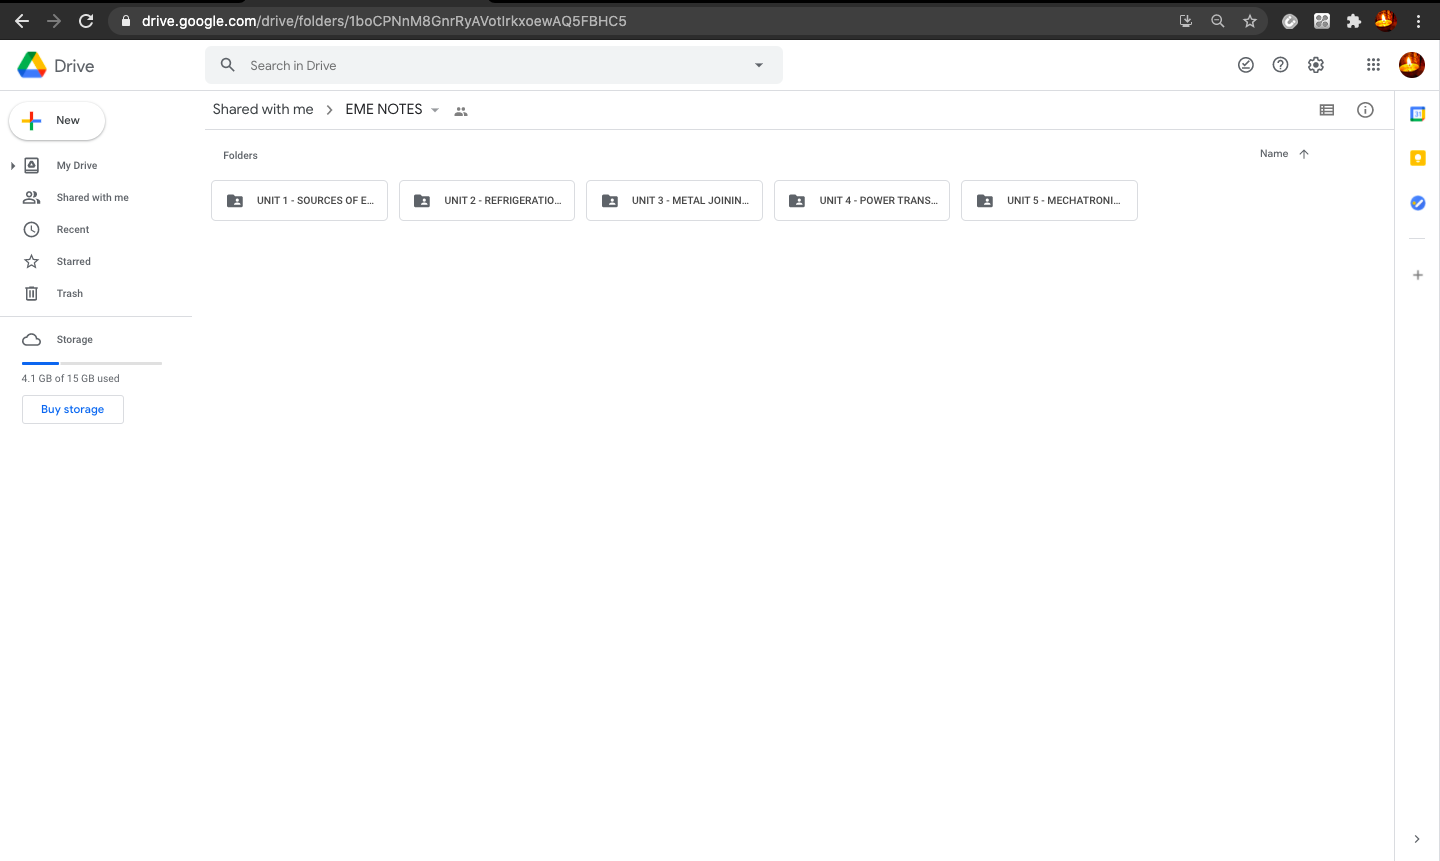 drive.google.com/drive/folders/1boCPNnM8GnrRyAVotIrkxoewAQ5FBHC5
Drive
Search in Drive
New
Shared with me
EME NOTES
My Drive
Shared with me
Recent
Starred
Trash
Storage
4.1 GB of 15 GB used
Buy storage
Folders
Name
UNIT 1 - SOURCES OF E...
UNIT 2 - REFRIGERATIO...
UNIT 3 - METAL JOININ...
UNIT 4 - POWER TRANS...
UNIT 5 - MECHATRONI...
31